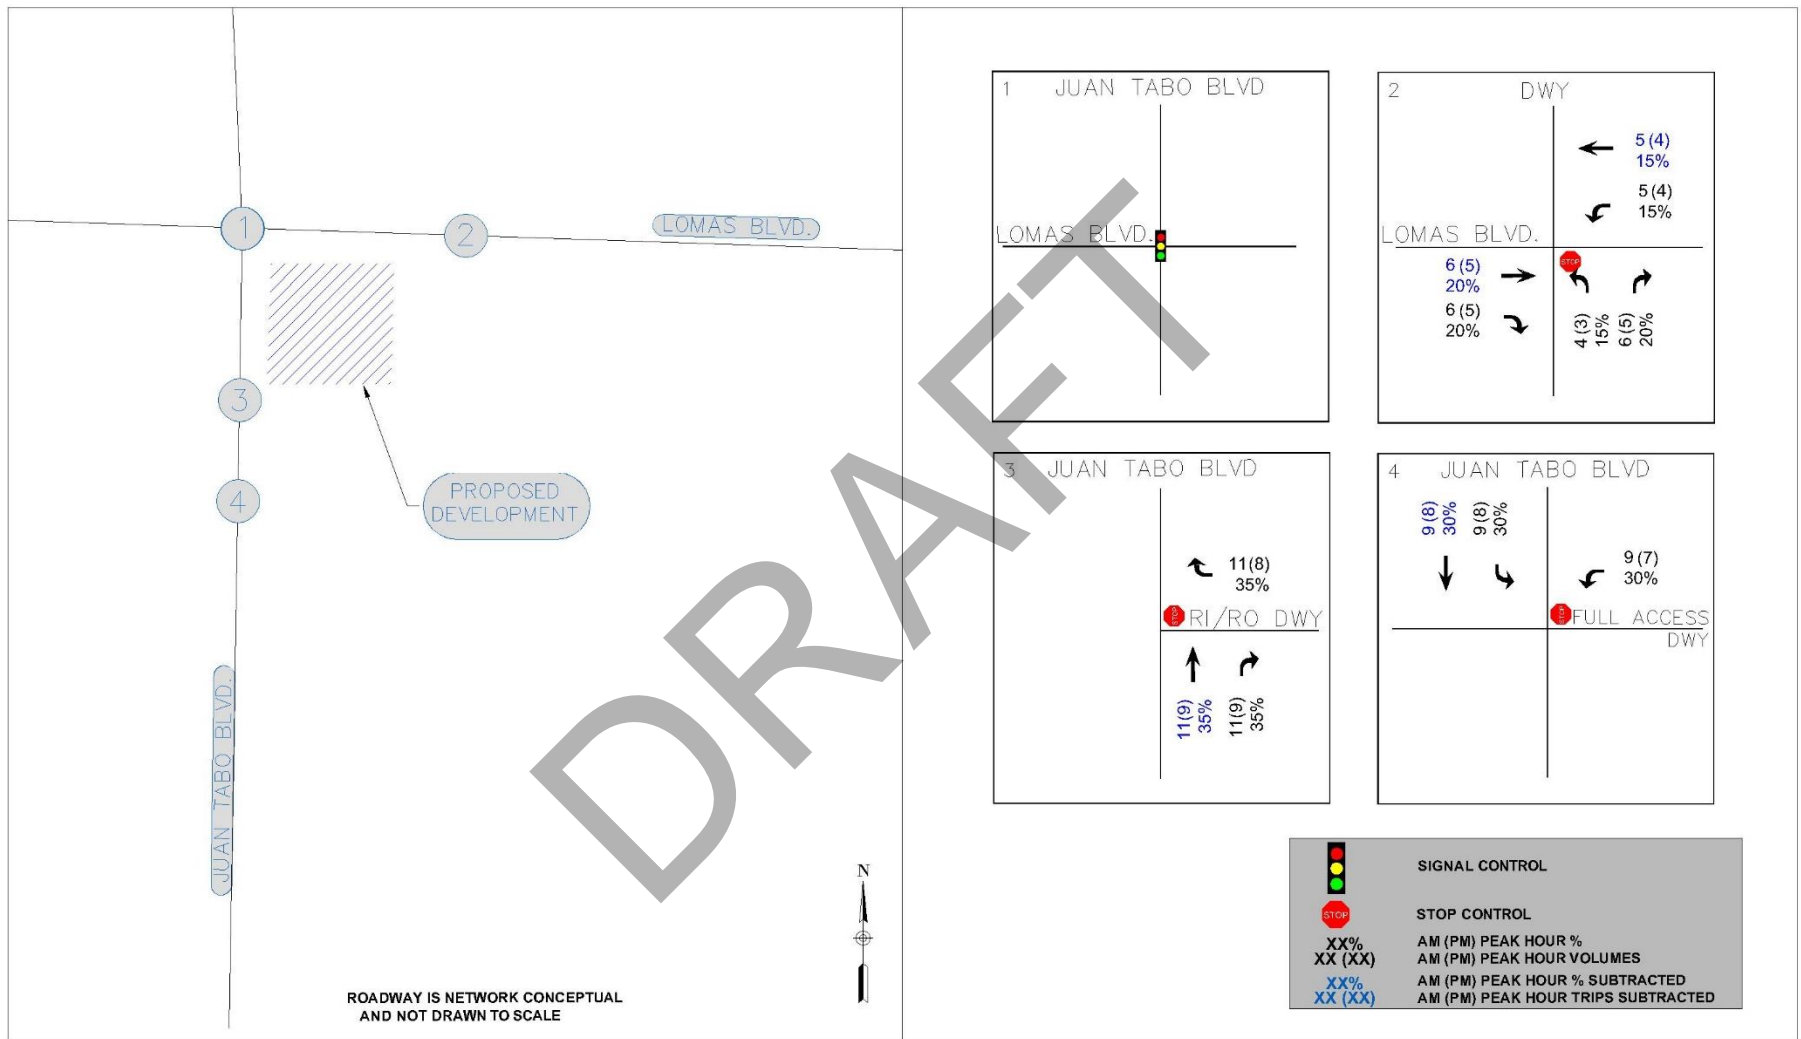 1
2
LOMAS BLVD.
3
4
PROPOSED
DEVELOPMENT
JUAN TABO BLVD.
N
ROADWAY IS NETWORK CONCEPTUAL
AND NOT DRAWN TO SCALE
DRAFT
1 JUAN TABO BLVD
LOMAS BLVD.
2 DWY
5 (4)
15%
5 (4)
15%
LOMAS BLVD.
STOP
6 (5)
20%
6 (5)
20%
4 (3)
15%
6 (5)
20%
3 JUAN TABO BLVD
11(8)
35%
STOP RI/RO DWY
11(9)
35%
11(9)
35%
4 JUAN TABO BLVD
9 (8)
30%
9 (8)
30%
9 (7)
30%
STOP FULL ACCESS
DWY
SIGNAL CONTROL
STOP STOP CONTROL
XX% AM (PM) PEAK HOUR %
XX (XX) AM (PM) PEAK HOUR VOLUMES
XX% AM (PM) PEAK HOUR % SUBTRACTED
XX (XX) AM (PM) PEAK HOUR TRIPS SUBTRACTED